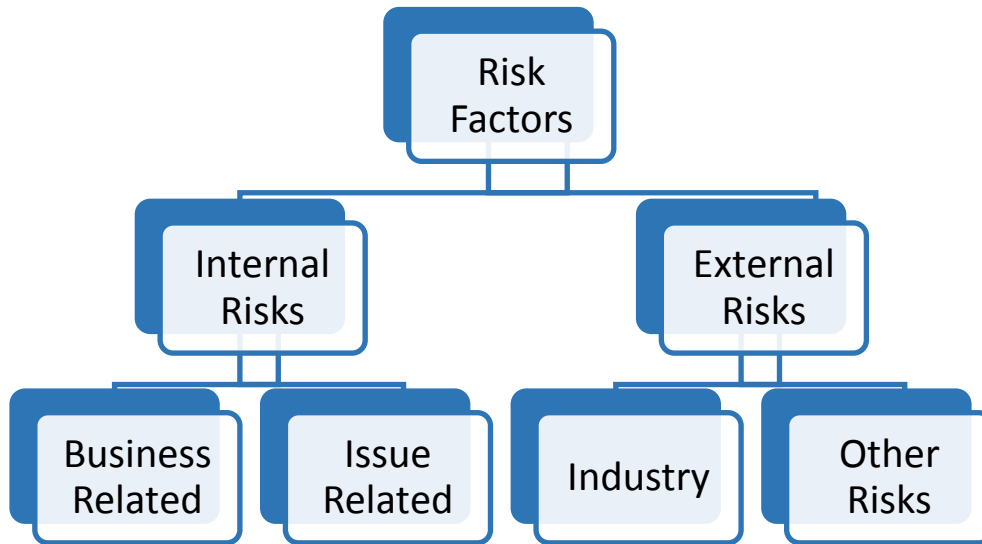 Risk
Factors
Internal
Risks
External
Risks
Business
Related
Issue
Related
Industry
Other
Risks